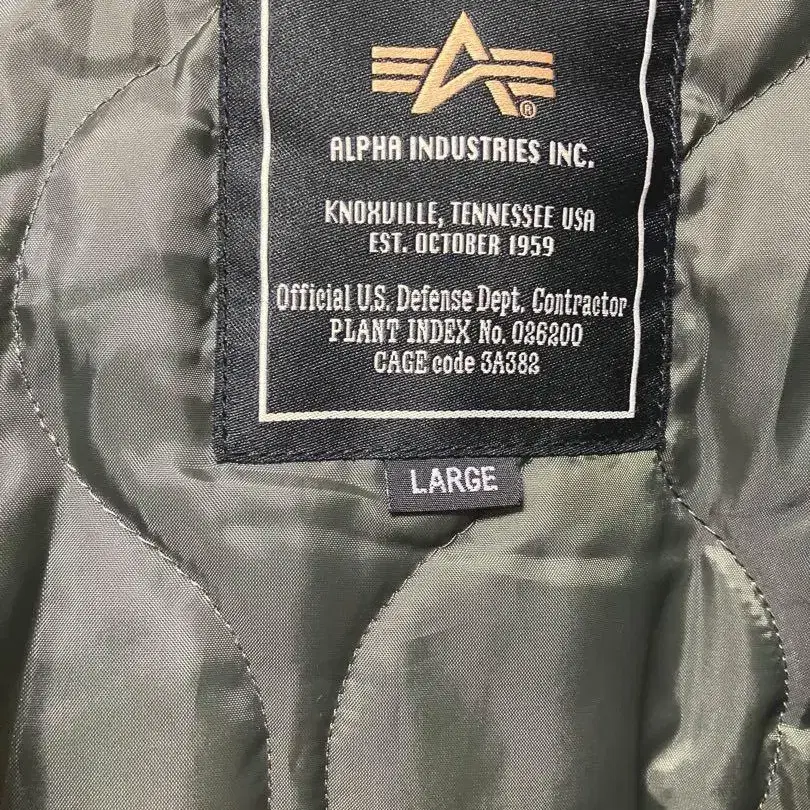 ®
ALPHA INDUSTRIES INC.
KNOXVILLE, TENNESSEE USA
EST. OCTOBER 1959
Official U.S. Defense Dept. Contractor
PLANT INDEX No. 026200
CAGE code 3A382
LARGE